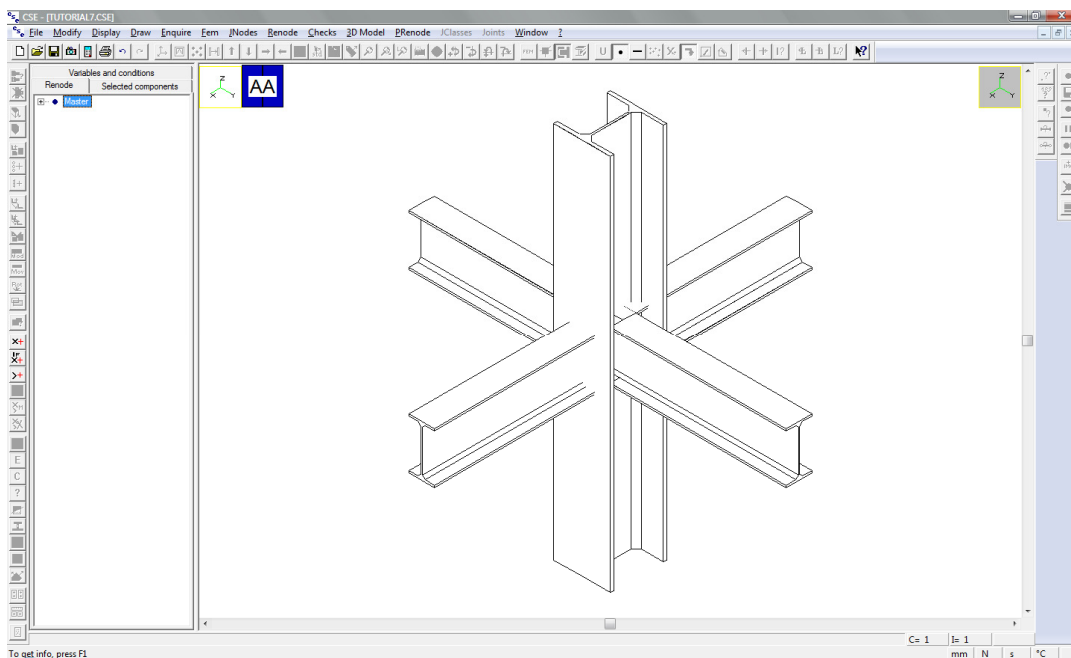 CSE - [TUTORIAL7.CSE]
File Modify Display Draw Enquire Fem JNodes Renode Checks 3D Model PRenode JClasses Joints Window ?
Variables and conditions
Renode Selected components
Master
AA
Z
X Y
Z
X Y
E
C
?
C= 1 I= 1
To get info, press F1
mm N s °C